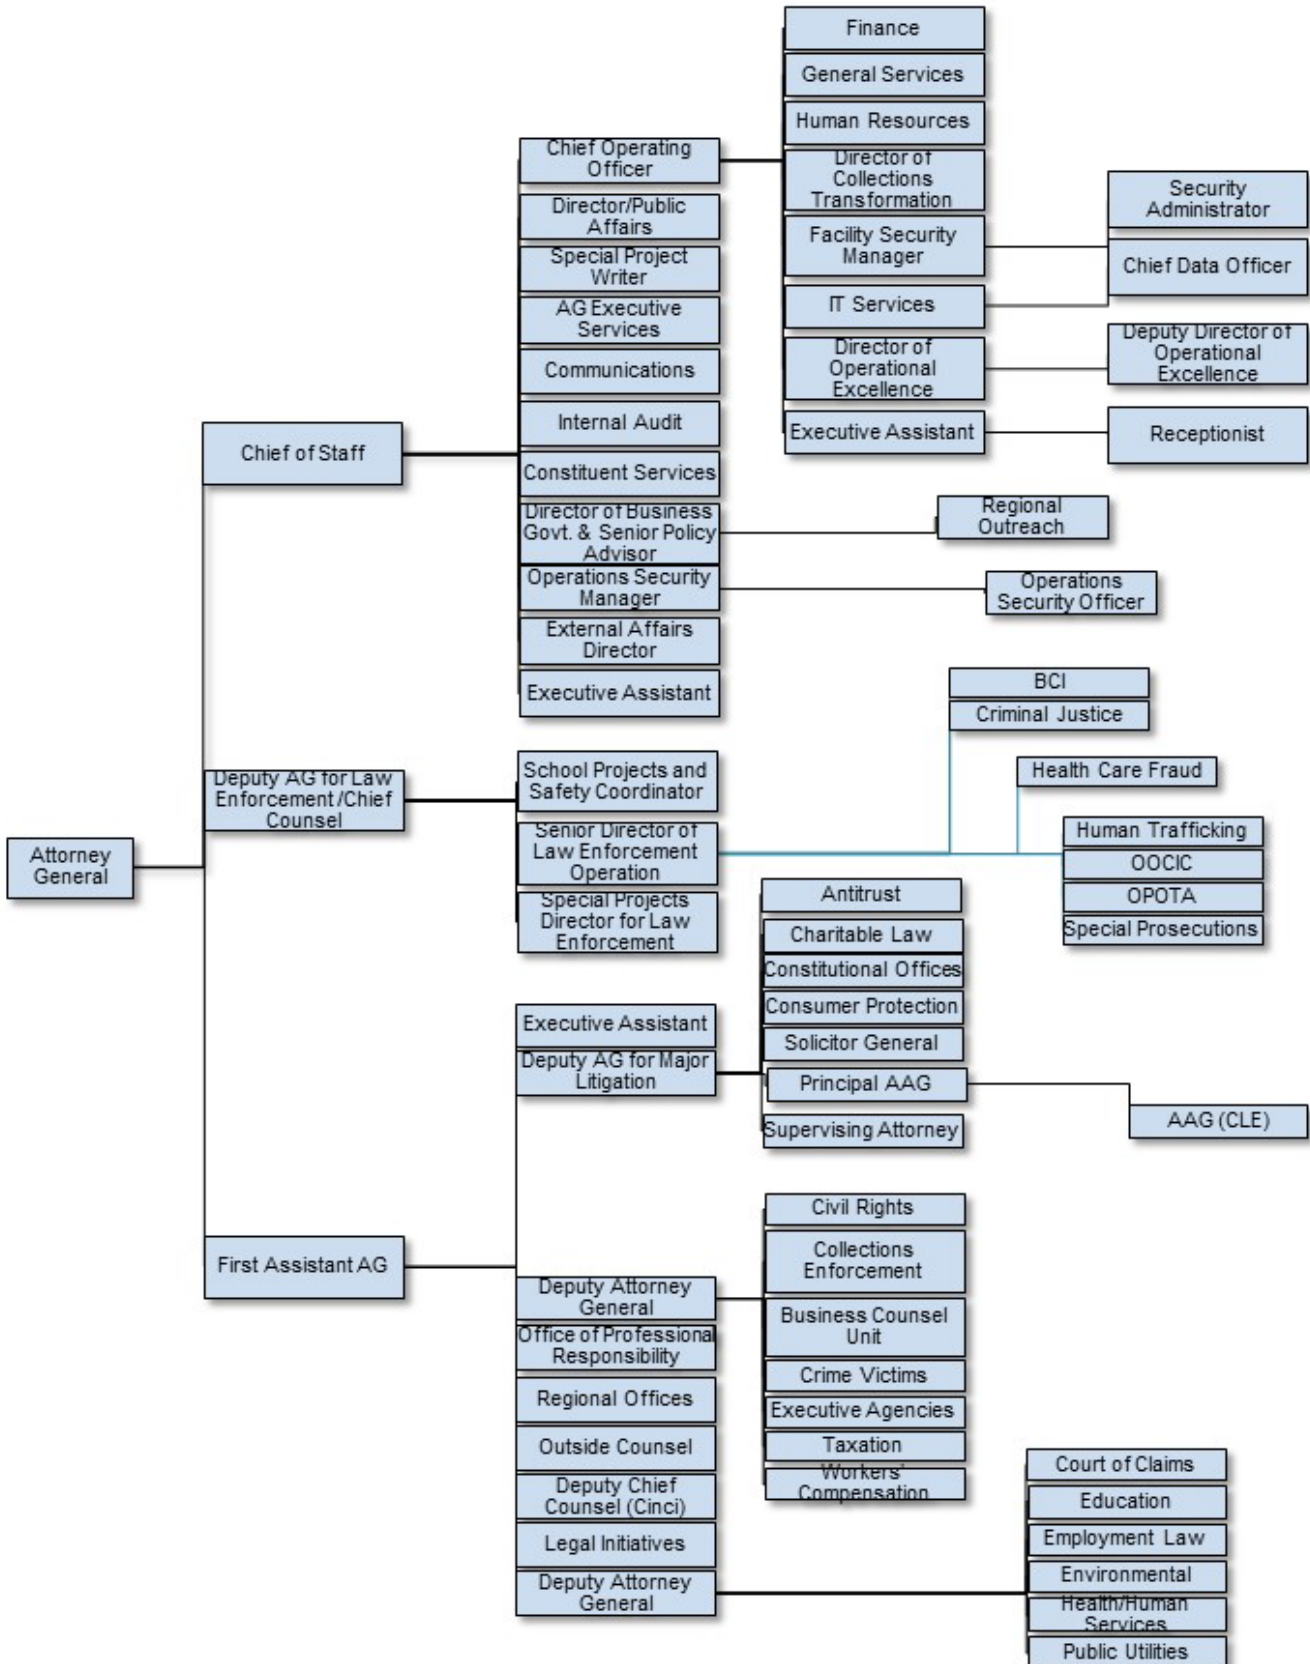 Finance
General Services
Human Resources
Chief Operating
Officer
Director of
Collections
Transformation
Security
Administrator
Director/Public
Affairs
Facility Security
Manager
Special Project
Writer
Chief Data Officer
AG Executive
Services
IT Services
Communications
Director of
Operational
Excellence
Deputy Director of
Operational
Excellence
Internal Audit
Executive Assistant
Receptionist
Chief of Staff
Constituent Services
Director of Business
Govt. & Senior Policy
Advisor
Regional
Outreach
Operations Security
Manager
Operations
Security Officer
External Affairs
Director
Executive Assistant
BCI
Criminal Justice
School Projects and
Safety Coordinator
Health Care Fraud
Deputy AG for Law
Enforcement /Chief
Counsel
Senior Director of
Law Enforcement
Operation
Human Trafficking
OOCIC
OPOTA
Special Prosecutions
Attorney
General
Special Projects
Director for Law
Enforcement
Antitrust
Charitable Law
Constitutional Offices
Consumer Protection
Solicitor General
Executive Assistant
Deputy AG for Major
Litigation
Principal AAG
AAG (CLE)
Supervising Attorney
Civil Rights
Collections
Enforcement
First Assistant AG
Deputy Attorney
General
Business Counsel
Unit
Office of Professional
Responsibility
Crime Victims
Regional Offices
Executive Agencies
Outside Counsel
Taxation
Deputy Chief
Counsel (Cinci)
Workers'
Compensation
Legal Initiatives
Deputy Attorney
General
Court of Claims
Education
Employment Law
Environmental
Health/Human
Services
Public Utilities